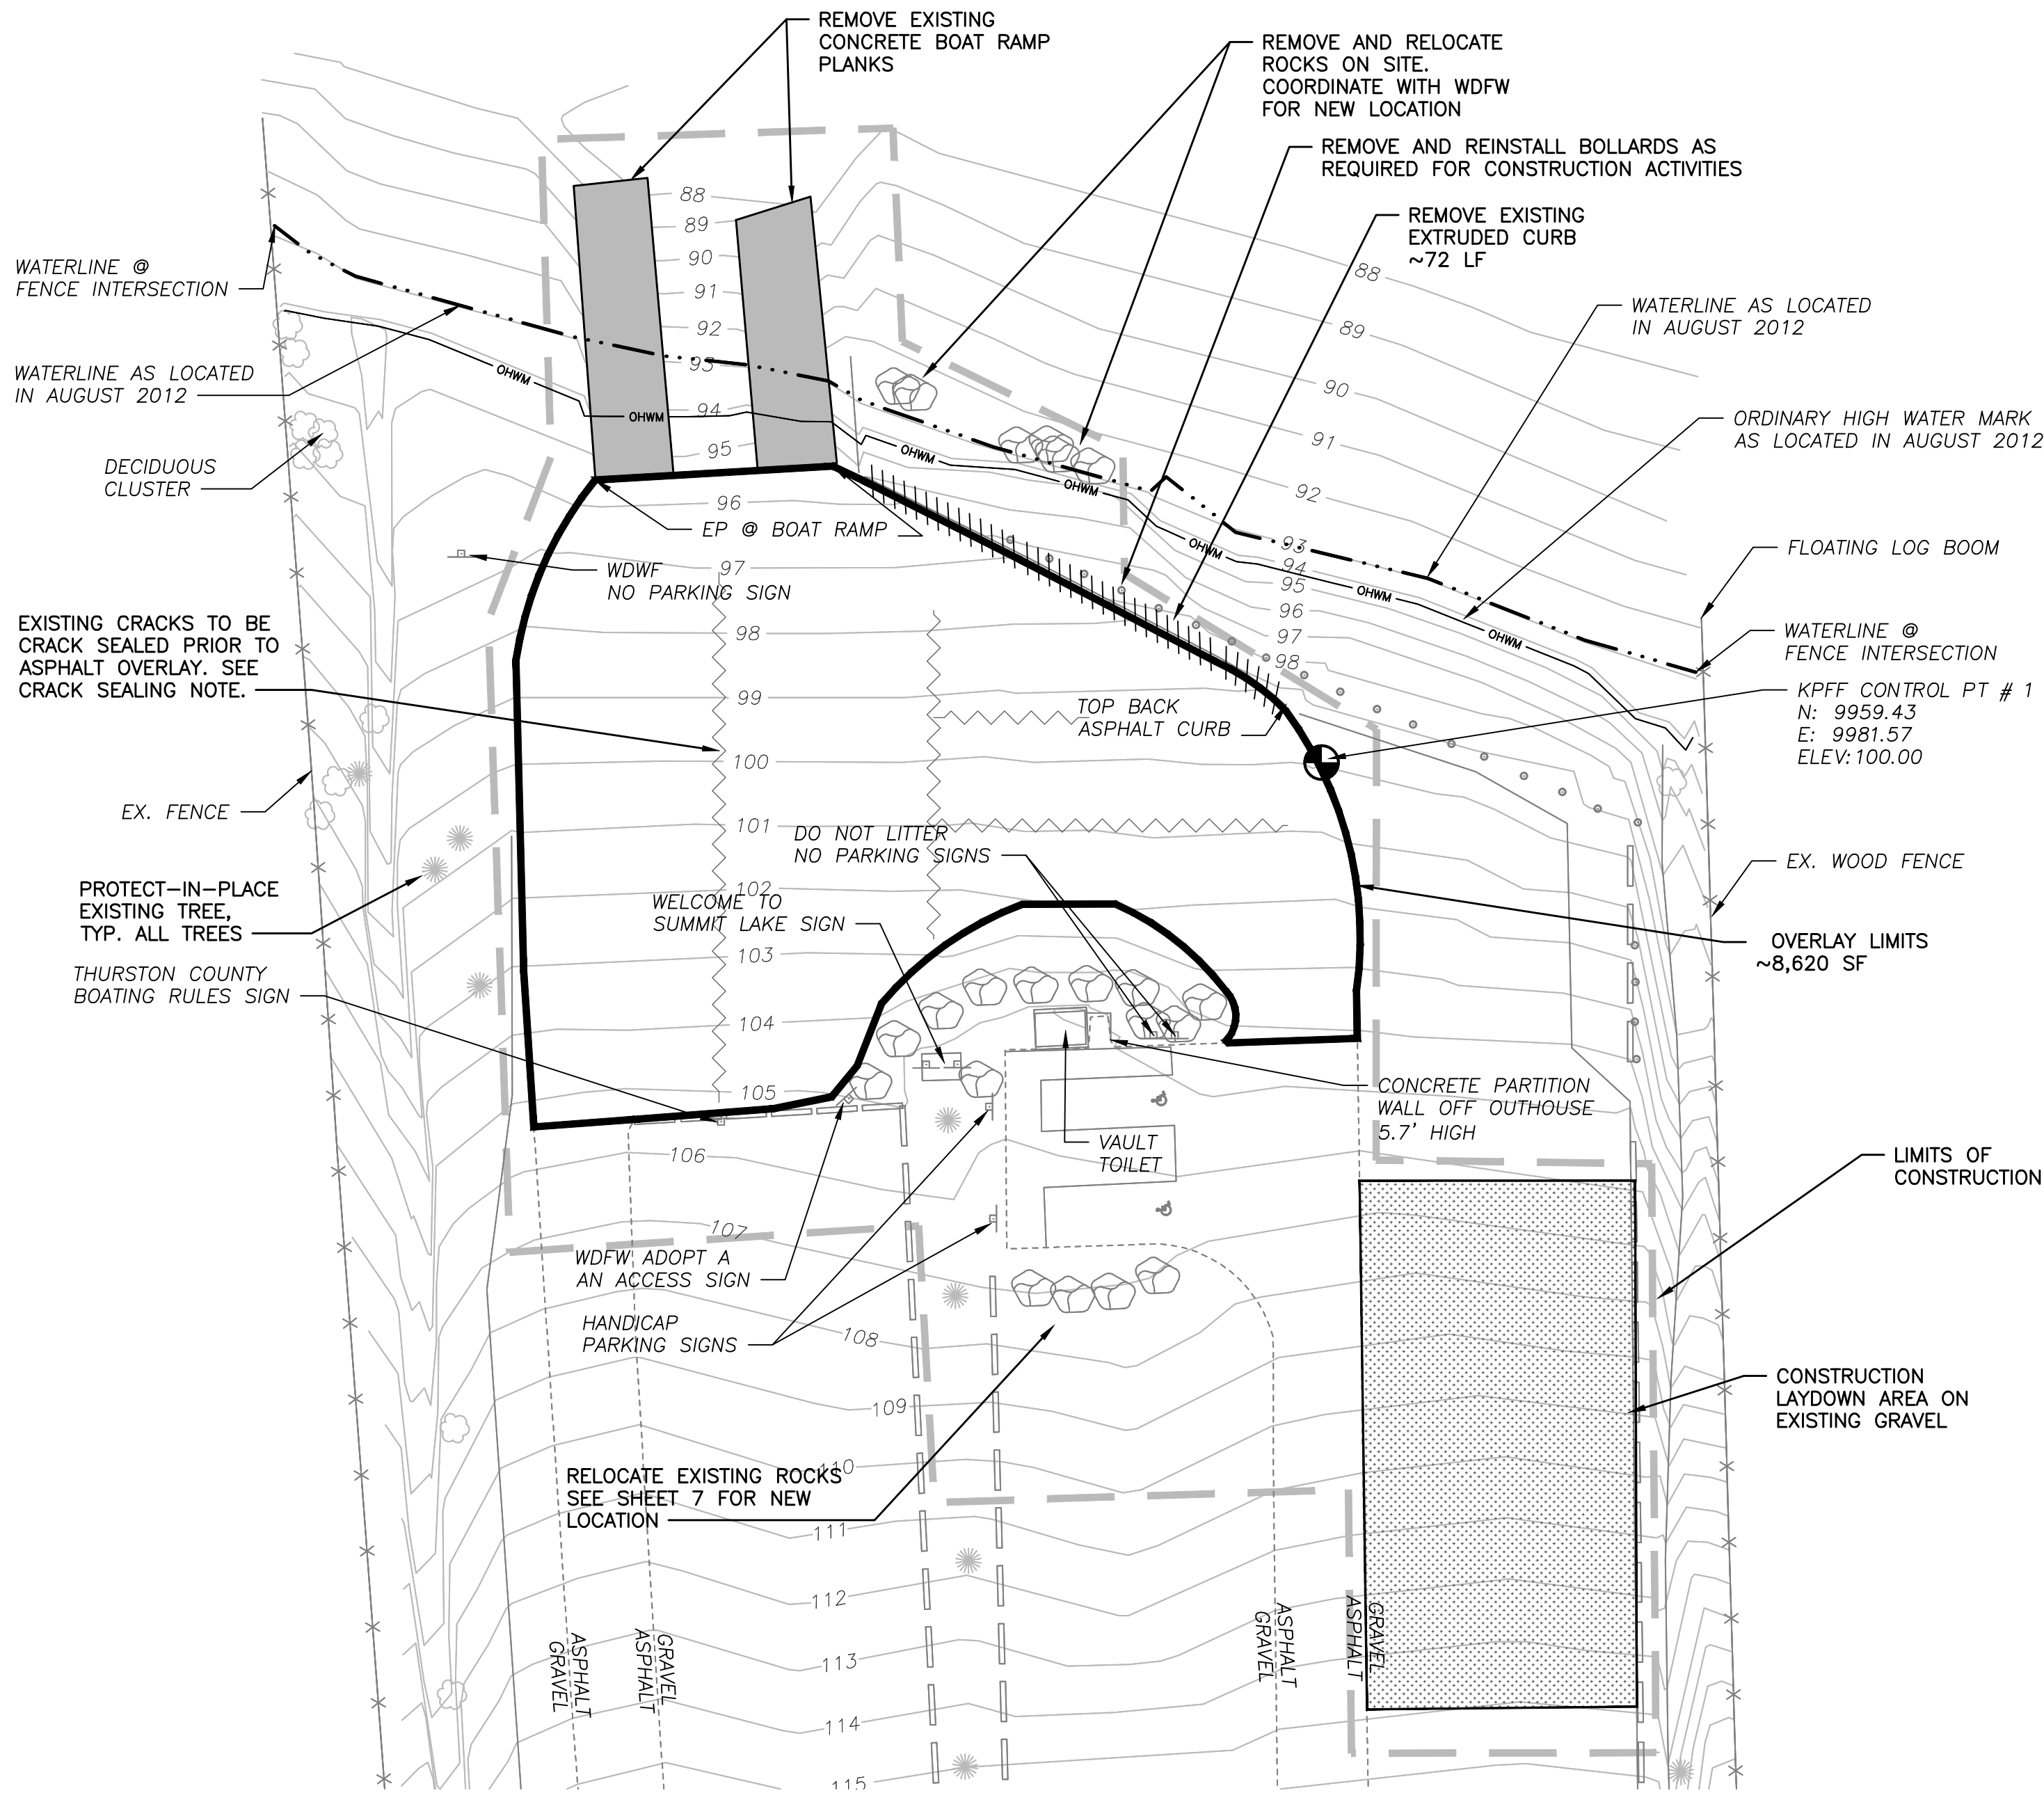 REMOVE EXISTING
CONCRETE BOAT RAMP
PLANKS
REMOVE AND RELOCATE
ROCKS ON SITE.
COORDINATE WITH WDFW
FOR NEW LOCATION
REMOVE AND REINSTALL BOLLARDS AS
REQUIRED FOR CONSTRUCTION ACTIVITIES
REMOVE EXISTING
EXTRUDED CURB
~72 LF
WATERLINE @
FENCE INTERSECTION
WATERLINE AS LOCATED
IN AUGUST 2012
WATERLINE AS LOCATED
IN AUGUST 2012
ORDINARY HIGH WATER MARK
AS LOCATED IN AUGUST 2012
DECIDUOUS
CLUSTER
FLOATING LOG BOOM
WATERLINE @
FENCE INTERSECTION
KPFF CONTROL PT # 1
N: 9959.43
E: 9981.57
ELEV:100.00
EP @ BOAT RAMP
WDWF
NO PARKING SIGN
EXISTING CRACKS TO BE
CRACK SEALED PRIOR TO
ASPHALT OVERLAY. SEE
CRACK SEALING NOTE.
TOP BACK
ASPHALT CURB
EX. FENCE
DO NOT LITTER
NO PARKING SIGNS
EX. WOOD FENCE
PROTECT-IN-PLACE
EXISTING TREE,
TYP. ALL TREES
WELCOME TO
SUMMIT LAKE SIGN
OVERLAY LIMITS
~8,620 SF
THURSTON COUNTY
BOATING RULES SIGN
CONCRETE PARTITION
WALL OFF OUTHOUSE
5.7' HIGH
VAULT
TOILET
LIMITS OF
CONSTRUCTION
WDFW ADOPT A
AN ACCESS SIGN
HANDICAP
PARKING SIGNS
CONSTRUCTION
LAYDOWN AREA ON
EXISTING GRAVEL
RELOCATE EXISTING ROCKS
SEE SHEET 7 FOR NEW
LOCATION
88
89
90
91
92
93
94
95
96
97
98
99
100
101
102
103
104
105
106
107
108
109
110
111
112
113
114
115
88
89
90
91
92
93
94
95
96
97
98
OHWM
OHWM
OHWM
OHWM
OHWM
OHWM
OHWM
ASPHALT
GRAVEL
GRAVEL
ASPHALT
ASPHALT
GRAVEL
GRAVEL
ASPHALT